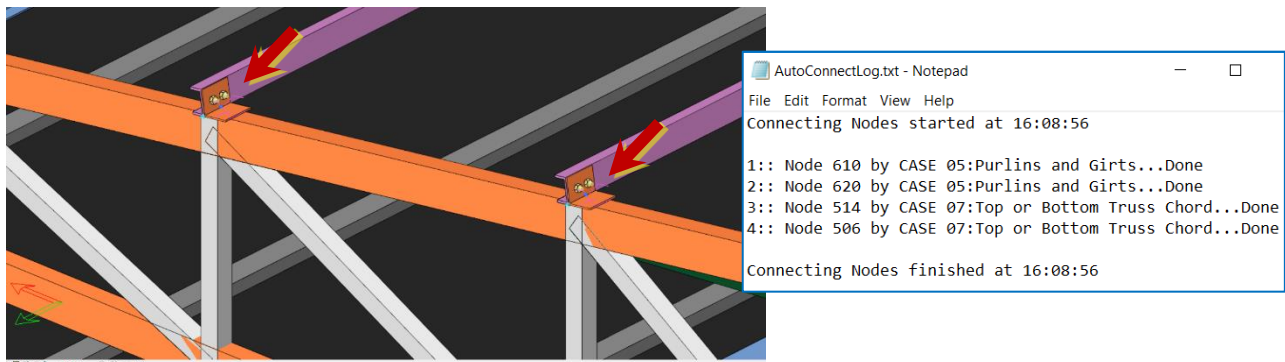 AutoConnectLog.txt - Notepad
File Edit Format View Help
Connecting Nodes started at 16:08:56
1:: Node 610 by CASE 05:Purlins and Girts...Done
2:: Node 620 by CASE 05:Purlins and Girts...Done
3:: Node 514 by CASE 07:Top or Bottom Truss Chord...Done
4:: Node 506 by CASE 07:Top or Bottom Truss Chord...Done
Connecting Nodes finished at 16:08:56